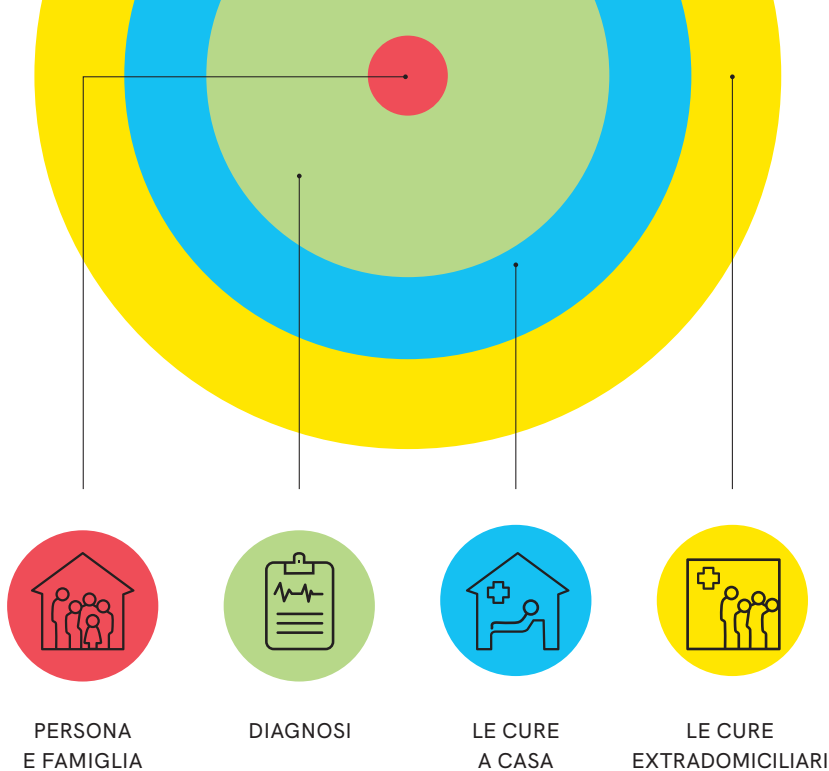 PERSONA
E FAMIGLIA
DIAGNOSI
LE CURE
A CASA
LE CURE
EXTRADOMICILIARI